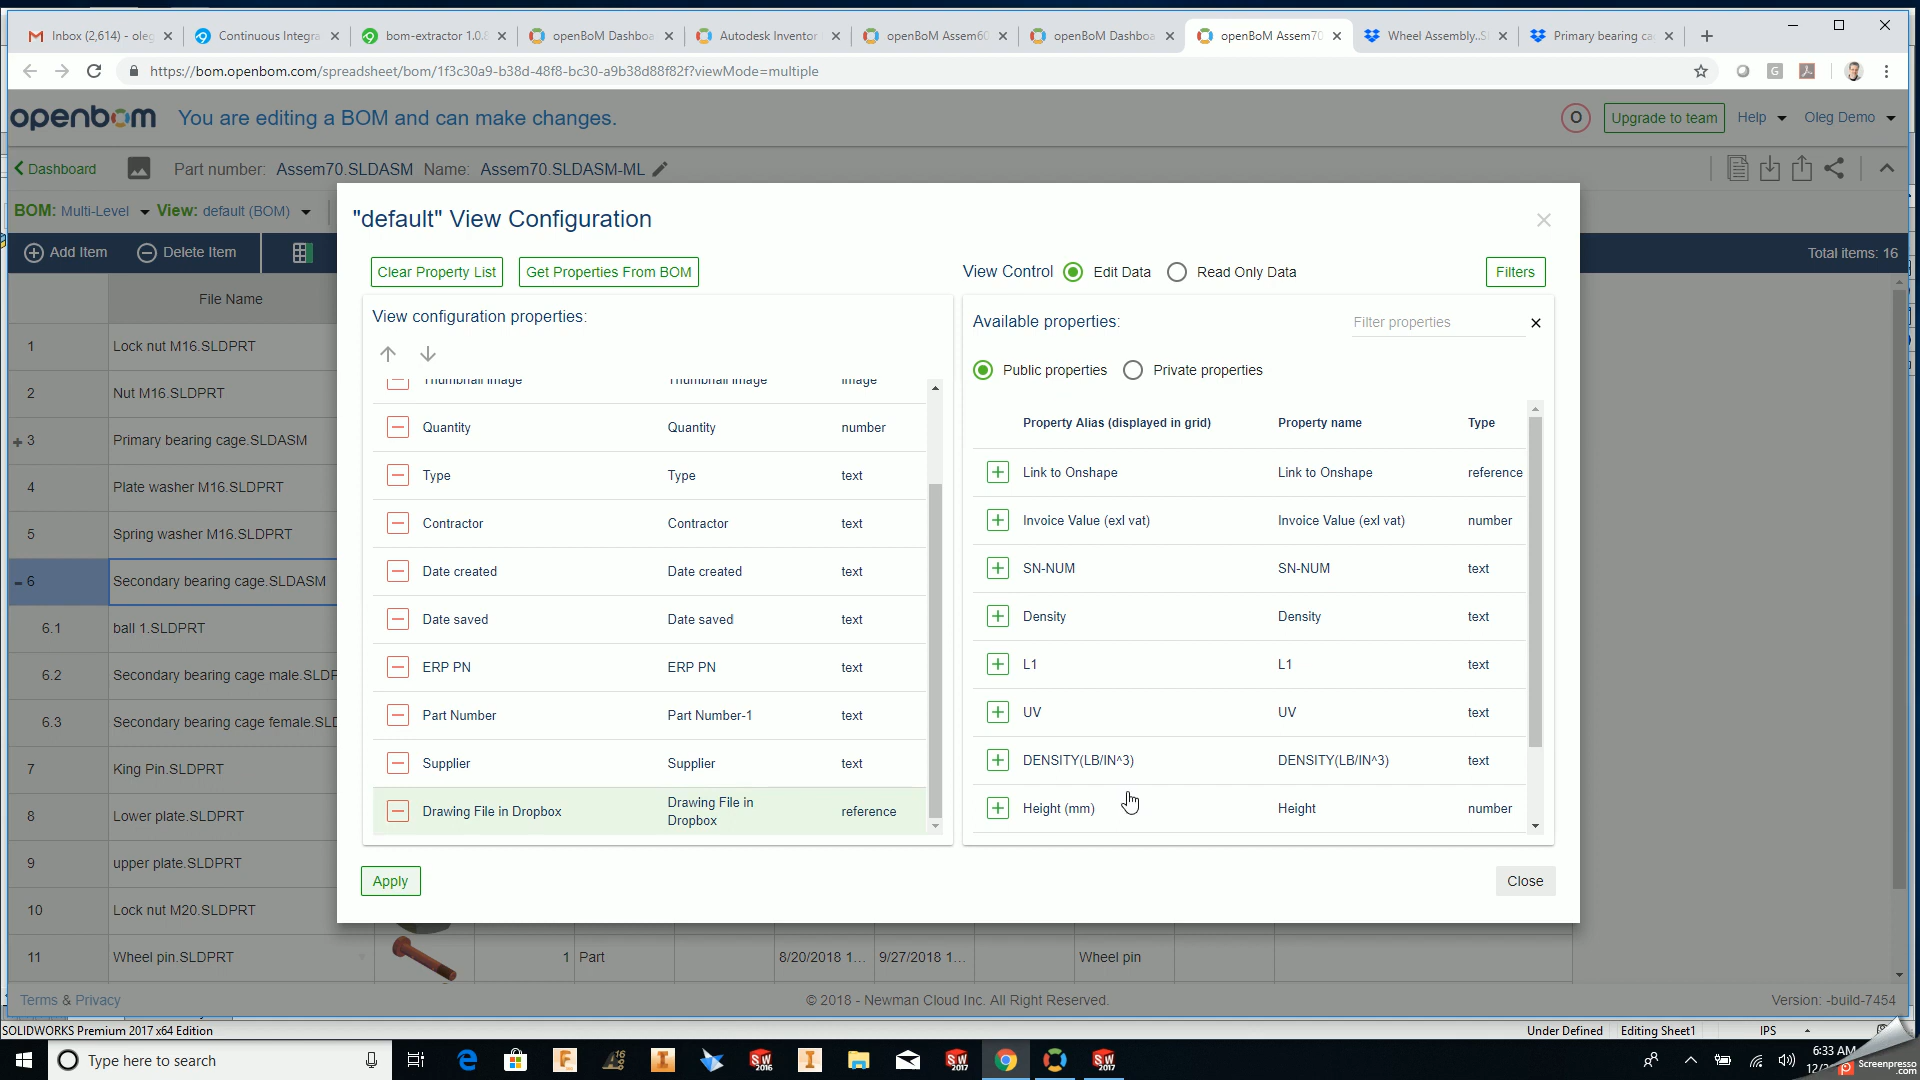 Inbox (2,614) - oleg
Continuous Integra
bom-extractor 1.0.8
openBoM Dashboa
Autodesk Inventor
openBoM Assem60
openBoM Dashboa
openBoM Assem70
Wheel Assembly..S
Primary bearing ca
https://bom.openbom.com/spreadsheet/bom/1f3c30a9-b38d-48f8-bc30-a9b38d88f82f?viewMode=multiple
openbom You are editing a BOM and can make changes.
O
Upgrade to team
Help
Oleg Demo
Dashboard
Part number: Assem70.SLDASM Name: Assem70.SLDASM-ML
BOM: Multi-Level View: default (BOM)
Add Item
Delete Item
Total items: 16
File Name
1 Lock nut M16.SLDPRT
2 Nut M16.SLDPRT
+ 3 Primary bearing cage.SLDASM
4 Plate washer M16.SLDPRT
5 Spring washer M16.SLDPRT
- 6 Secondary bearing cage.SLDASM
6.1 ball 1.SLDPRT
6.2 Secondary bearing cage male.SLDP
6.3 Secondary bearing cage female.SLD
7 King Pin.SLDPRT
8 Lower plate.SLDPRT
9 upper plate.SLDPRT
10 Lock nut M20.SLDPRT
11 Wheel pin.SLDPRT 1 Part 8/20/2018 1... 9/27/2018 1... Wheel pin
"default" View Configuration
Clear Property List
Get Properties From BOM
View Control Edit Data Read Only Data
Filters
View configuration properties:
Thumbnail image Thumbnail image image
Quantity Quantity number
Type Type text
Contractor Contractor text
Date created Date created text
Date saved Date saved text
ERP PN ERP PN text
Part Number Part Number-1 text
Supplier Supplier text
Drawing File in Dropbox Drawing File in Dropbox reference
Available properties:
Filter properties
Public properties Private properties
Property Alias (displayed in grid) Property name Type
Link to Onshape Link to Onshape reference
Invoice Value (exl vat) Invoice Value (exl vat) number
SN-NUM SN-NUM text
Density Density text
L1 L1 text
UV UV text
DENSITY(LB/IN^3) DENSITY(LB/IN^3) text
Height (mm) Height number
Apply
Close
Terms & Privacy
© 2018 - Newman Cloud Inc. All Right Reserved.
Version: -build-7454
SOLIDWORKS Premium 2017 x64 Edition
Under Defined
Editing Sheet1
IPS
Type here to search
SW 2016
SW 2017
SW 2017
6:33 AM
Screenpresso
.com